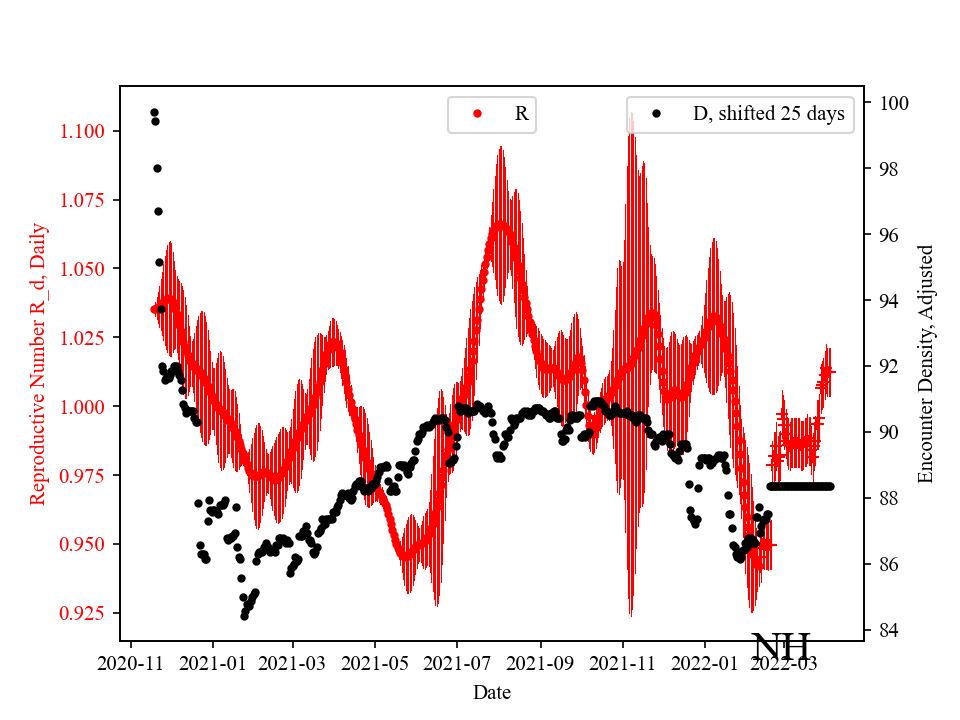 R
D, shifted 25 days
1.100
1.075
1.050
1.025
1.000
0.975
0.950
0.925
Reproductive Number R_d, Daily
100
98
96
94
92
90
88
86
84
Encounter Density, Adjusted
2020-11 2021-01 2021-03 2021-05 2021-07 2021-09 2021-11 2022-01 2022-03
NH
Date